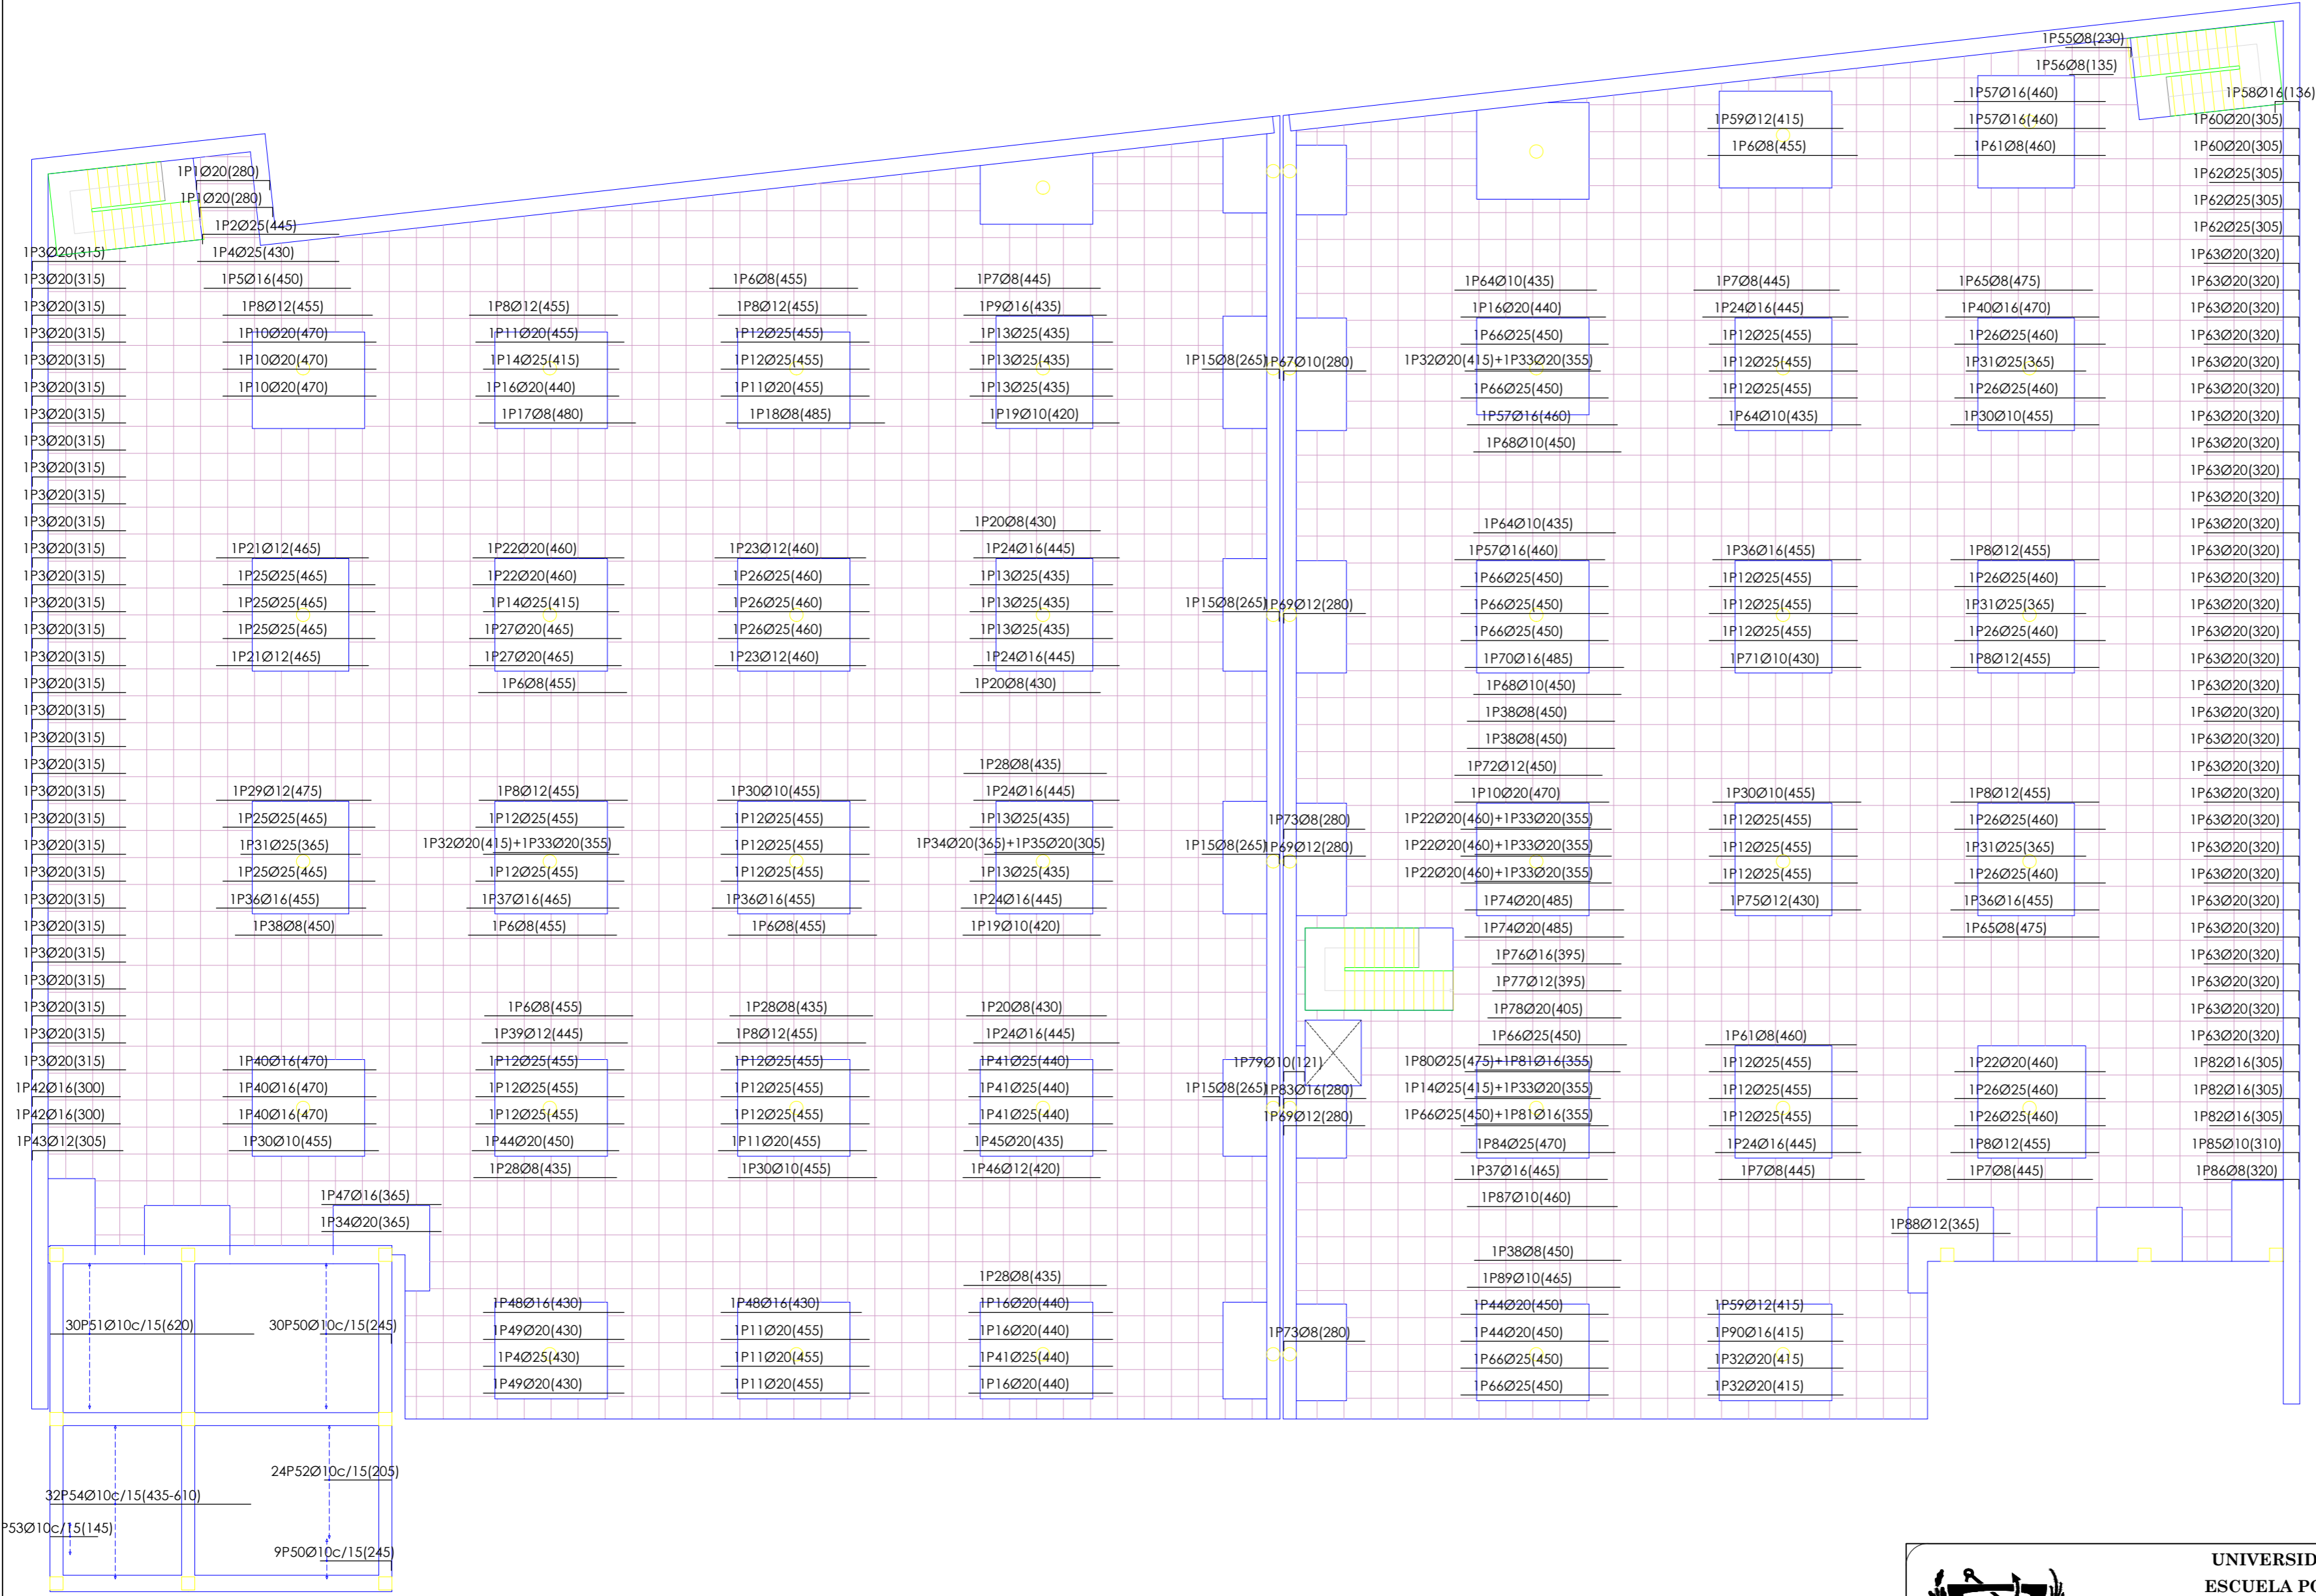 1P55Ø8(230)
1P56Ø8(135)
1P57Ø16(460)
1P58Ø16(136)
1P59Ø12(415)
1P57Ø16(460)
1P60Ø20(305)
1P6Ø8(455)
1P61Ø8(460)
1P60Ø20(305)
1P1Ø20(280)
1P62Ø25(305)
1P1Ø20(280)
1P62Ø25(305)
1P2Ø25(445)
1P62Ø25(305)
1P3Ø20(315)
1P4Ø25(430)
1P63Ø20(320)
1P3Ø20(315)
1P5Ø16(450)
1P6Ø8(455)
1P7Ø8(445)
1P64Ø10(435)
1P7Ø8(445)
1P65Ø8(475)
1P63Ø20(320)
1P3Ø20(315)
1P8Ø12(455)
1P8Ø12(455)
1P8Ø12(455)
1P9Ø16(435)
1P16Ø20(440)
1P24Ø16(445)
1P40Ø16(470)
1P63Ø20(320)
1P3Ø20(315)
1P10Ø20(470)
1P11Ø20(455)
1P12Ø25(455)
1P13Ø25(435)
1P66Ø25(450)
1P12Ø25(455)
1P26Ø25(460)
1P63Ø20(320)
1P3Ø20(315)
1P10Ø20(470)
1P14Ø25(415)
1P12Ø25(455)
1P13Ø25(435)
1P15Ø8(265)
1P67Ø10(280)
1P32Ø20(415)+1P33Ø20(355)
1P12Ø25(455)
1P31Ø25(365)
1P63Ø20(320)
1P3Ø20(315)
1P10Ø20(470)
1P16Ø20(440)
1P11Ø20(455)
1P13Ø25(435)
1P66Ø25(450)
1P12Ø25(455)
1P26Ø25(460)
1P63Ø20(320)
1P3Ø20(315)
1P17Ø8(480)
1P18Ø8(485)
1P19Ø10(420)
1P57Ø16(460)
1P64Ø10(435)
1P30Ø10(455)
1P63Ø20(320)
1P3Ø20(315)
1P68Ø10(450)
1P63Ø20(320)
1P3Ø20(315)
1P63Ø20(320)
1P3Ø20(315)
1P63Ø20(320)
1P3Ø20(315)
1P20Ø8(430)
1P64Ø10(435)
1P63Ø20(320)
1P3Ø20(315)
1P21Ø12(465)
1P22Ø20(460)
1P23Ø12(460)
1P24Ø16(445)
1P57Ø16(460)
1P36Ø16(455)
1P8Ø12(455)
1P63Ø20(320)
1P3Ø20(315)
1P25Ø25(465)
1P22Ø20(460)
1P26Ø25(460)
1P13Ø25(435)
1P66Ø25(450)
1P12Ø25(455)
1P26Ø25(460)
1P63Ø20(320)
1P3Ø20(315)
1P25Ø25(465)
1P14Ø25(415)
1P26Ø25(460)
1P13Ø25(435)
1P15Ø8(265)
1P69Ø12(280)
1P66Ø25(450)
1P12Ø25(455)
1P31Ø25(365)
1P63Ø20(320)
1P3Ø20(315)
1P25Ø25(465)
1P27Ø20(465)
1P26Ø25(460)
1P13Ø25(435)
1P66Ø25(450)
1P12Ø25(455)
1P26Ø25(460)
1P63Ø20(320)
1P3Ø20(315)
1P21Ø12(465)
1P27Ø20(465)
1P23Ø12(460)
1P24Ø16(445)
1P70Ø16(485)
1P71Ø10(430)
1P8Ø12(455)
1P63Ø20(320)
1P3Ø20(315)
1P6Ø8(455)
1P20Ø8(430)
1P68Ø10(450)
1P63Ø20(320)
1P3Ø20(315)
1P38Ø8(450)
1P63Ø20(320)
1P3Ø20(315)
1P38Ø8(450)
1P63Ø20(320)
1P3Ø20(315)
1P28Ø8(435)
1P72Ø12(450)
1P63Ø20(320)
1P3Ø20(315)
1P29Ø12(475)
1P8Ø12(455)
1P30Ø10(455)
1P24Ø16(445)
1P10Ø20(470)
1P30Ø10(455)
1P8Ø12(455)
1P63Ø20(320)
1P3Ø20(315)
1P25Ø25(465)
1P12Ø25(455)
1P12Ø25(455)
1P13Ø25(435)
1P73Ø8(280)
1P22Ø20(460)+1P33Ø20(355)
1P12Ø25(455)
1P26Ø25(460)
1P63Ø20(320)
1P3Ø20(315)
1P31Ø25(365)
1P32Ø20(415)+1P33Ø20(355)
1P12Ø25(455)
1P34Ø20(365)+1P35Ø20(305)
1P15Ø8(265)
1P69Ø12(280)
1P22Ø20(460)+1P33Ø20(355)
1P12Ø25(455)
1P31Ø25(365)
1P63Ø20(320)
1P3Ø20(315)
1P25Ø25(465)
1P12Ø25(455)
1P12Ø25(455)
1P13Ø25(435)
1P22Ø20(460)+1P33Ø20(355)
1P12Ø25(455)
1P26Ø25(460)
1P63Ø20(320)
1P3Ø20(315)
1P36Ø16(455)
1P37Ø16(465)
1P36Ø16(455)
1P24Ø16(445)
1P74Ø20(485)
1P75Ø12(430)
1P36Ø16(455)
1P63Ø20(320)
1P3Ø20(315)
1P38Ø8(450)
1P6Ø8(455)
1P6Ø8(455)
1P19Ø10(420)
1P74Ø20(485)
1P65Ø8(475)
1P63Ø20(320)
1P3Ø20(315)
1P76Ø16(395)
1P63Ø20(320)
1P3Ø20(315)
1P77Ø12(395)
1P63Ø20(320)
1P3Ø20(315)
1P6Ø8(455)
1P28Ø8(435)
1P20Ø8(430)
1P78Ø20(405)
1P63Ø20(320)
1P3Ø20(315)
1P39Ø12(445)
1P8Ø12(455)
1P24Ø16(445)
1P66Ø25(450)
1P61Ø8(460)
1P63Ø20(320)
1P3Ø20(315)
1P40Ø16(470)
1P12Ø25(455)
1P12Ø25(455)
1P41Ø25(440)
1P79Ø10(121)
1P80Ø25(475)+1P81Ø16(355)
1P12Ø25(455)
1P22Ø20(460)
1P82Ø16(305)
1P42Ø16(300)
1P40Ø16(470)
1P12Ø25(455)
1P12Ø25(455)
1P41Ø25(440)
1P15Ø8(265)
1P83Ø16(280)
1P14Ø25(415)+1P33Ø20(355)
1P12Ø25(455)
1P26Ø25(460)
1P82Ø16(305)
1P42Ø16(300)
1P40Ø16(470)
1P12Ø25(455)
1P12Ø25(455)
1P41Ø25(440)
1P69Ø12(280)
1P66Ø25(450)+1P81Ø16(355)
1P12Ø25(455)
1P26Ø25(460)
1P82Ø16(305)
1P43Ø12(305)
1P30Ø10(455)
1P44Ø20(450)
1P11Ø20(455)
1P45Ø20(435)
1P84Ø25(470)
1P24Ø16(445)
1P8Ø12(455)
1P85Ø10(310)
1P28Ø8(435)
1P30Ø10(455)
1P46Ø12(420)
1P37Ø16(465)
1P7Ø8(445)
1P7Ø8(445)
1P86Ø8(320)
1P47Ø16(365)
1P87Ø10(460)
1P34Ø20(365)
1P88Ø12(365)
1P38Ø8(450)
1P28Ø8(435)
1P89Ø10(465)
1P48Ø16(430)
1P48Ø16(430)
1P16Ø20(440)
1P44Ø20(450)
1P59Ø12(415)
30P51Ø10c/15(620)
30P50Ø10c/15(245)
1P49Ø20(430)
1P11Ø20(455)
1P16Ø20(440)
1P73Ø8(280)
1P44Ø20(450)
1P90Ø16(415)
1P4Ø25(430)
1P11Ø20(455)
1P41Ø25(440)
1P66Ø25(450)
1P32Ø20(415)
1P49Ø20(430)
1P11Ø20(455)
1P16Ø20(440)
1P66Ø25(450)
1P32Ø20(415)
24P52Ø10c/15(205)
32P54Ø10c/15(435-610)
P53Ø10c/15(145)
9P50Ø10c/15(245)
UNIVERSID
ESCUELA PO